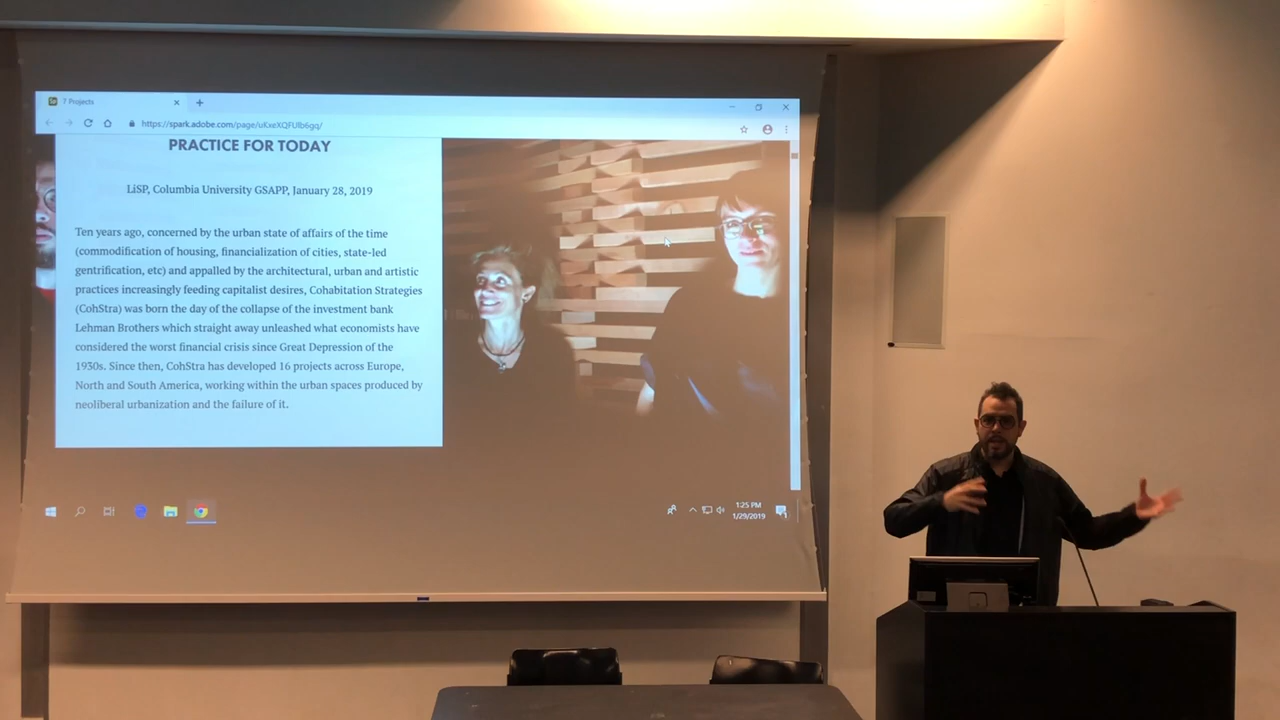 7 Projects
https://spark.adobe.com/page/uKxeXQFUlb6gq/
PRACTICE FOR TODAY
LiSP, Columbia University GSAPP, January 28, 2019
Ten years ago, concerned by the urban state of affairs of the time
(commodification of housing, financialization of cities, state-led
gentrification, etc) and appalled by the architectural, urban and artistic
practices increasingly feeding capitalist desires, Cohabitation Strategies
(CohStra) was born the day of the collapse of the investment bank
Lehman Brothers which straight away unleashed what economists have
considered the worst financial crisis since Great Depression of the
1930s. Since then, CohStra has developed 16 projects across Europe,
North and South America, working within the urban spaces produced by
neoliberal urbanization and the failure of it.
1:25 PM
1/29/2019